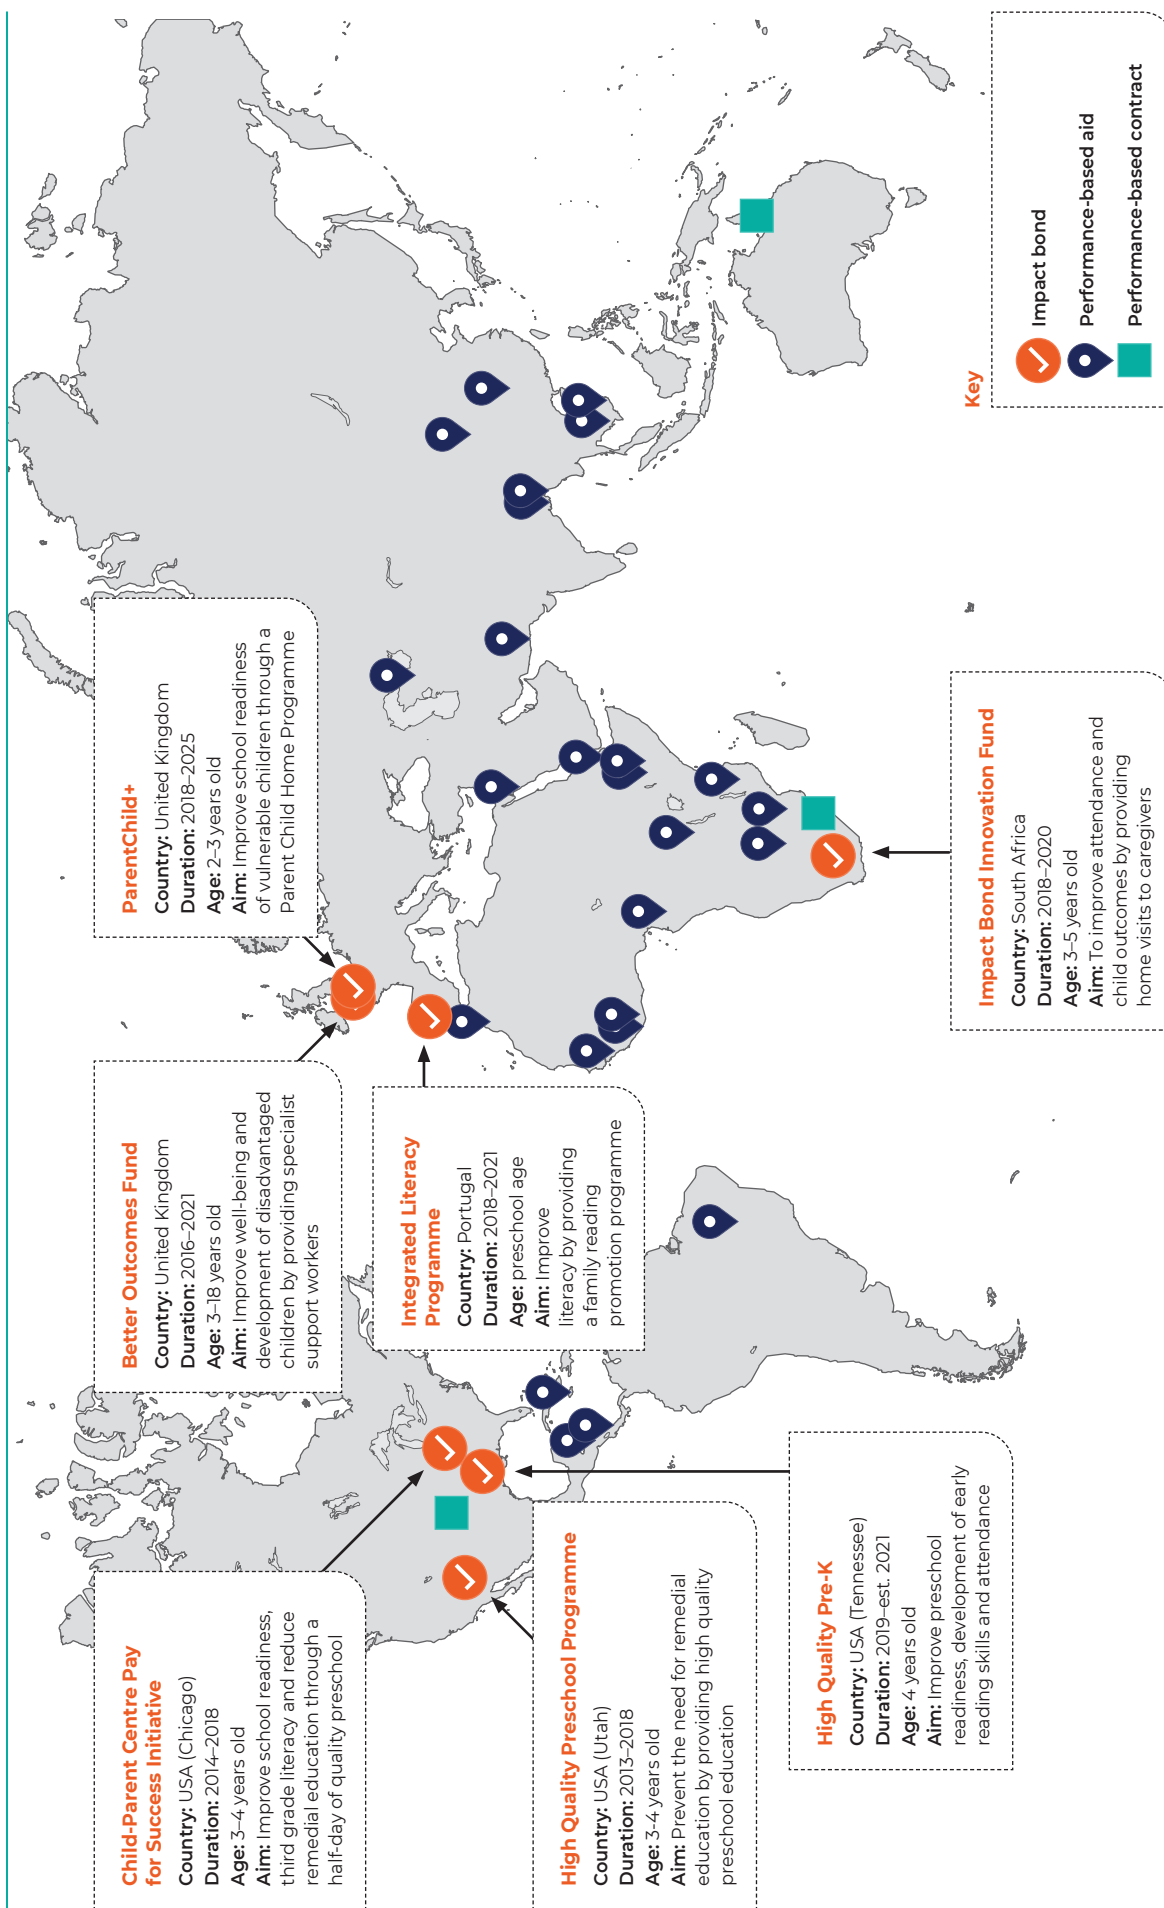 Child-Parent Centre Pay
for Success Initiative
Country: USA (Chicago)
Duration: 2014–2018
Age: 3–4 years old
Aim: Improve school readiness,
third grade literacy and reduce
remedial education through a
half-day of quality preschool
Better Outcomes Fund
Country: United Kingdom
Duration: 2016–2021
Age: 3–18 years old
Aim: Improve well-being and
development of disadvantaged
children by providing specialist
support workers
ParentChild+
Country: United Kingdom
Duration: 2018–2025
Age: 2–3 years old
Aim: Improve school readiness
of vulnerable children through a
Parent Child Home Programme
Integrated Literacy
Programme
Country: Portugal
Duration: 2018–2021
Age: preschool age
Aim: Improve
literacy by providing
a family reading
promotion programme
High Quality Preschool Programme
Country: USA (Utah)
Duration: 2013–2018
Age: 3-4 years old
Aim: Prevent the need for remedial
education by providing high quality
preschool education
High Quality Pre-K
Country: USA (Tennessee)
Duration: 2019–est. 2021
Age: 4 years old
Aim: Improve preschool
readiness, development of early
reading skills and attendance
Impact Bond Innovation Fund
Country: South Africa
Duration: 2018–2020
Age: 3–5 years old
Aim: To improve attendance and
child outcomes by providing
home visits to caregivers
Key
Impact bond
Performance-based aid
Performance-based contract